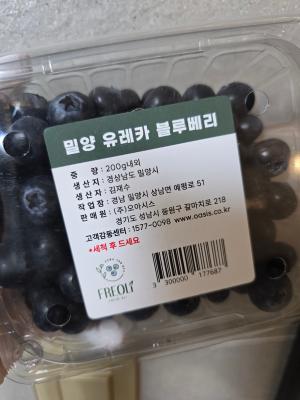 밀양 유레카 블루베리
중 량 : 200g내외
생 산 지 : 경상남도 밀양시
생 산 자 : 김재수
작 업 장 : 경남 밀양시 상남면 예림로 51
판 매 원 : (주)오아시스
경기도 성남시 중원구 갈마치로 218
고객감동센터 : 1577-0098 www.oasis.co.kr
*세척 후 드세요
FREOLI
3 300000 177687